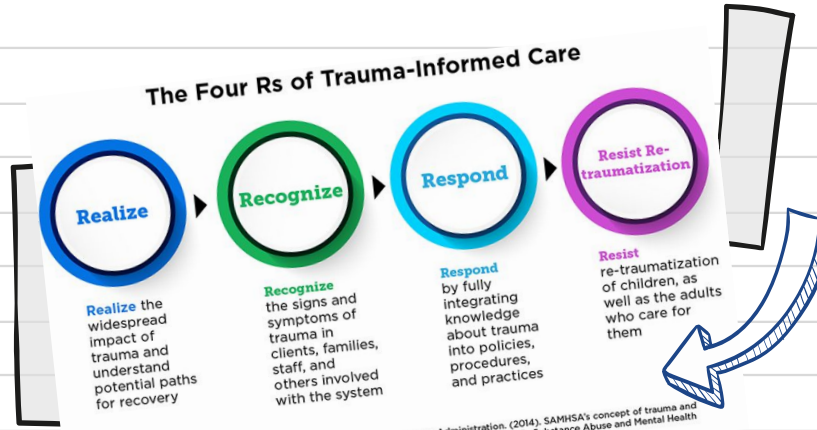 The Four Rs of Trauma-Informed Care
Realize
Recognize
Respond
Resist Re-
traumatization
Realize the
widespread
impact of
trauma and
understand
potential paths
for recovery
Recognize
the signs and
symptoms of
trauma in
clients, families,
staff, and
others involved
with the system
Respond
by fully
integrating
knowledge
about trauma
into policies,
procedures,
and practices
Resist
re-traumatization
of children, as
well as the adults
who care for
them
(2014). SAMHSA's concept of trauma and
Abuse and Mental Health